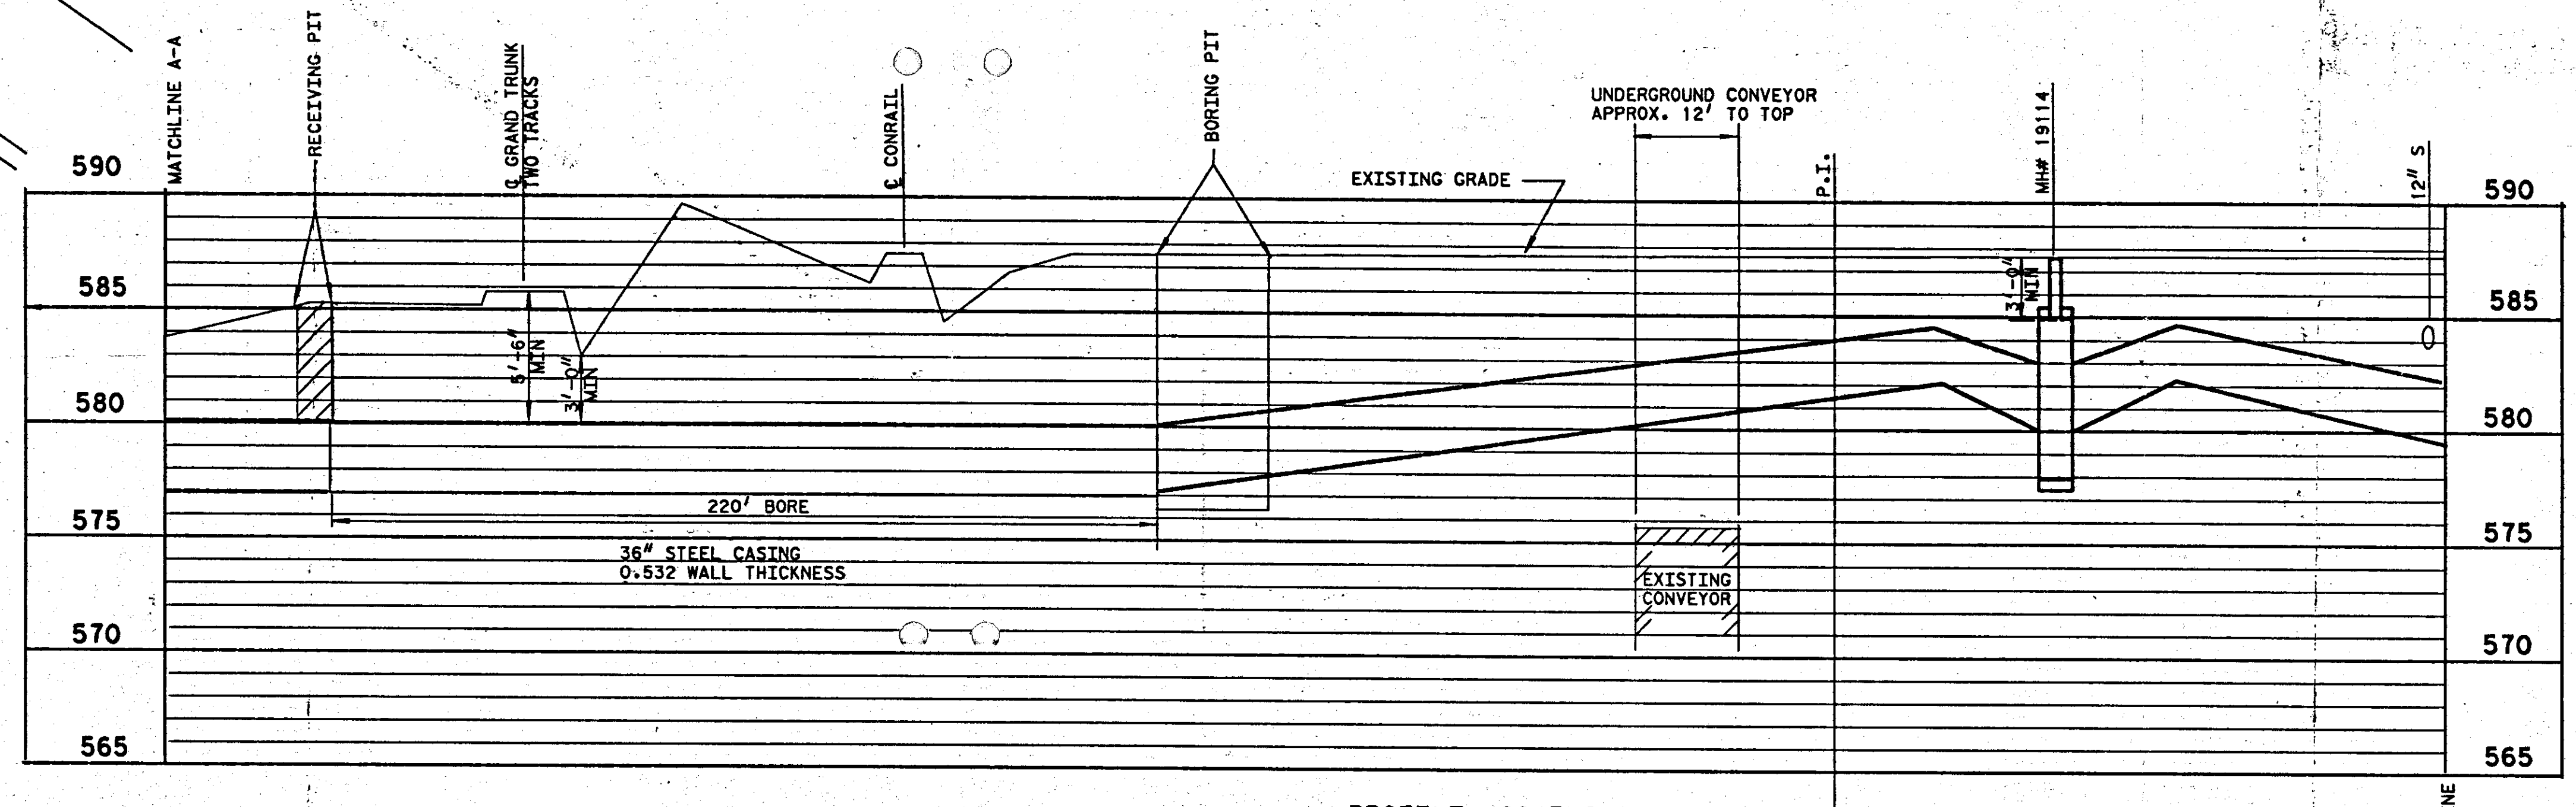 MATCHLINE A-A
RECEIVING PIT
℄ GRAND TRUNK
TWO TRACKS
℄ CONRAIL
BORING PIT
UNDERGROUND CONVEYOR
APPROX. 12' TO TOP
P.I.
MH# 19114
12" S
EXISTING GRADE
590
590
585
585
580
580
575
575
570
570
565
565
5'-6"
MIN
3'-0"
MIN
3'-0"
MIN
220' BORE
36" STEEL CASING
0.532 WALL THICKNESS
EXISTING
CONVEYOR
NE